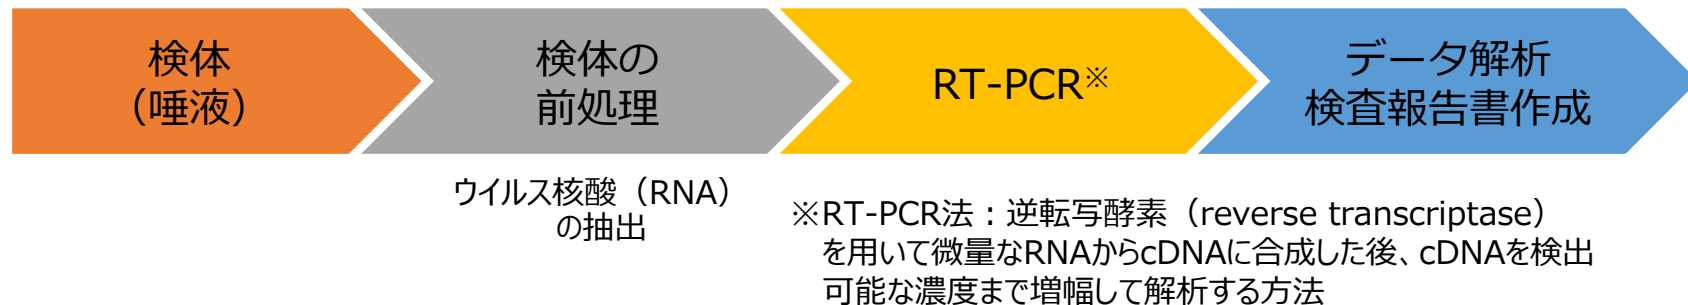 検体
（唾液）
検体の
前処理
RT-PCR※
データ解析
検査報告書作成
ウイルス核酸（RNA）
の抽出
※RT-PCR法：逆転写酵素（reverse transcriptase）
を用いて微量なRNAからcDNAに合成した後、cDNAを検出
可能な濃度まで増幅して解析する方法